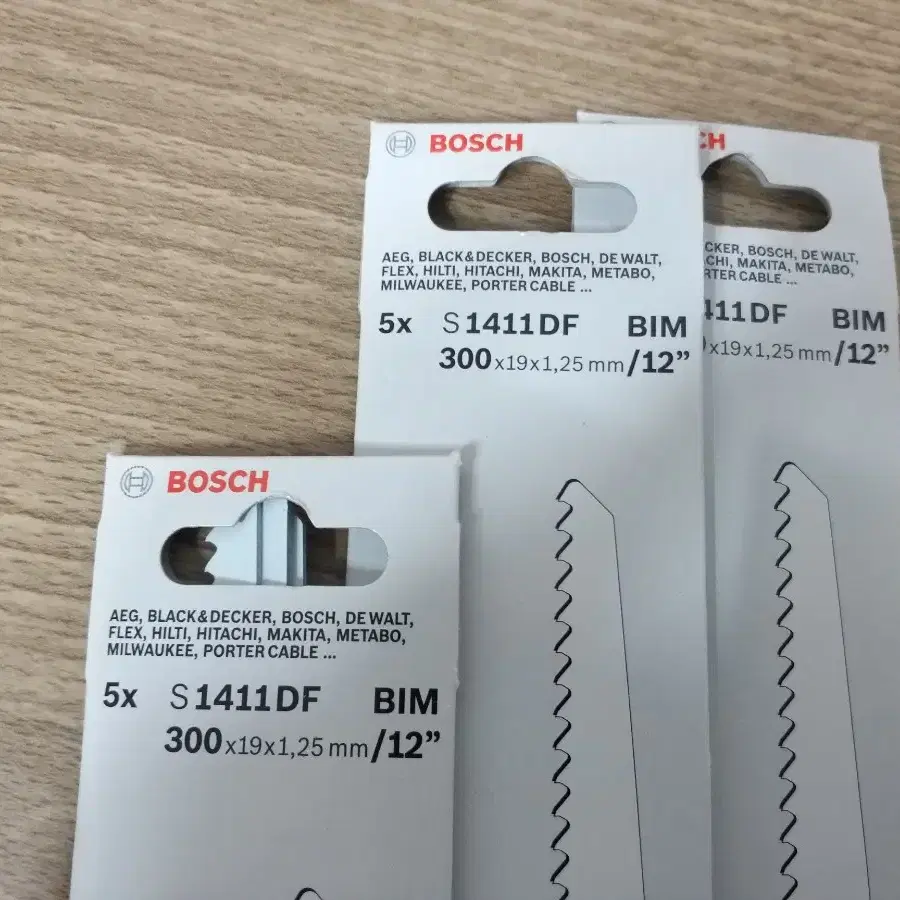 BOSCH
AEG, BLACK&DECKER, BOSCH, DE WALT,
FLEX, HILTI, HITACHI, MAKITA, METABO,
MILWAUKEE, PORTER CABLE ...
5x S 1411 DF BIM
300 x 19 x 1,25 mm /12”
CH
CKER, BOSCH, DE WALT,
CHI, MAKITA, METABO,
RTER CABLE ...
411 DF BIM
x 19 x 1,25 mm /12”
BOSCH
AEG, BLACK&DECKER, BOSCH, DE WALT,
FLEX, HILTI, HITACHI, MAKITA, METABO,
MILWAUKEE, PORTER CABLE ...
5x S 1411 DF BIM
300 x 19 x 1,25 mm /12”